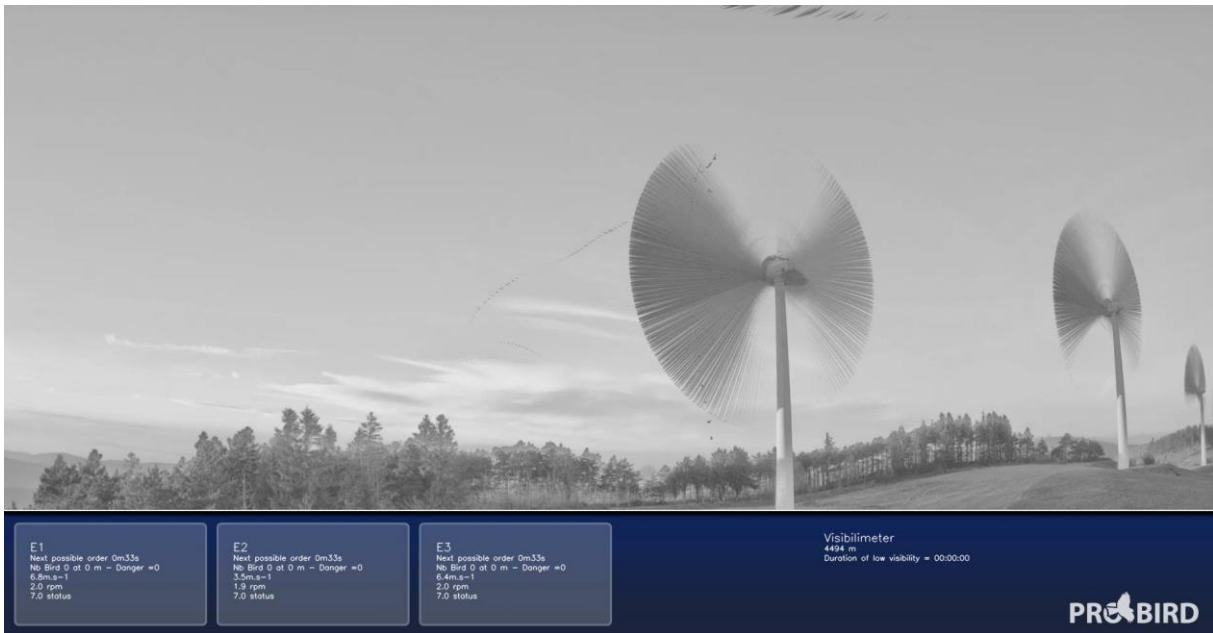 E1
Next possible order 0m33s
Nb Bird 0 at 0 m - Danger =0
6.8m.s-1
2.0 rpm
7.0 status
E2
Next possible order 0m33s
Nb Bird 0 at 0 m - Danger =0
3.5m.s-1
1.9 rpm
7.0 status
E3
Next possible order 0m33s
Nb Bird 0 at 0 m - Danger =0
6.4m.s-1
2.0 rpm
7.0 status
Visibilimeter
4494 m
Duration of low visibility = 00:00:00
PROBIRD